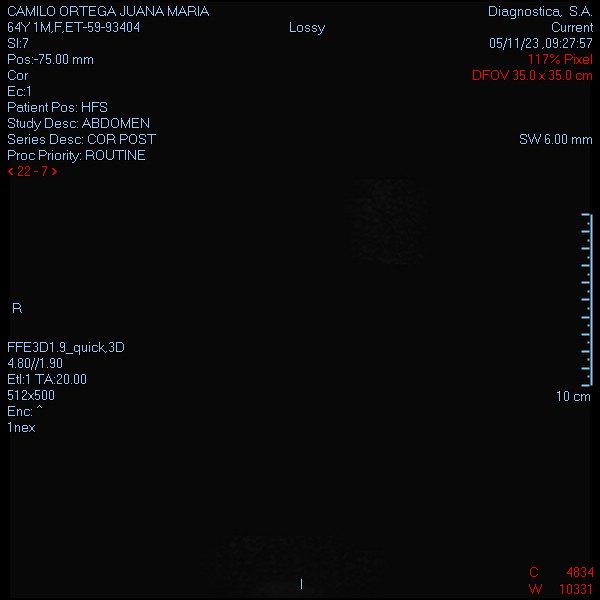 CAMILO ORTEGA JUANA MARIA
64Y 1M,F,ET-59-93404
Sl:7
Pos:-75.00 mm
Cor
Ec:1
Patient Pos: HFS
Study Desc: ABDOMEN
Series Desc: COR POST
Proc Priority: ROUTINE
< 22 - 7 >
Lossy
Diagnostica, S.A.
Current
05/11/23 ,09:27:57
117% Pixel
DFOV 35.0 x 35.0 cm
SW 6.00 mm
R
FFE3D1.9_quick,3D
4.80//1.90
Etl:1 TA:20.00
512x500
Enc: ^
1nex
10 cm
I
C 4834
W 10331